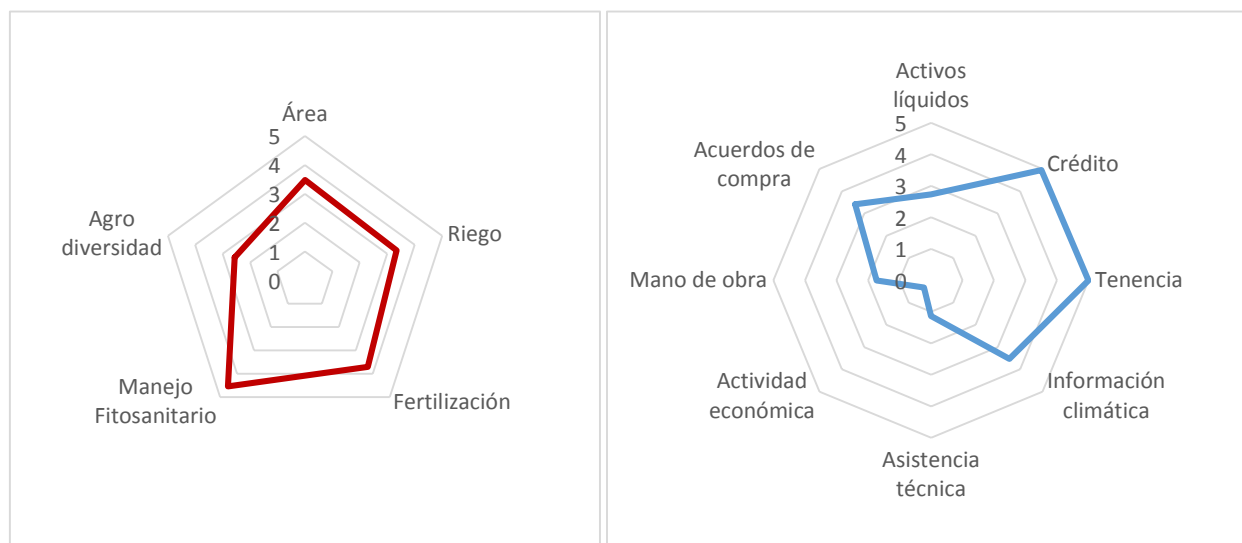 Área
5
4
3
2
1
0
Riego
Fertilización
Manejo
Fitosanitario
Agro
diversidad
Activos
líquidos
5
4
3
2
1
0
Crédito
Tenencia
Información
climática
Asistencia
técnica
Actividad
económica
Mano de obra
Acuerdos de
compra